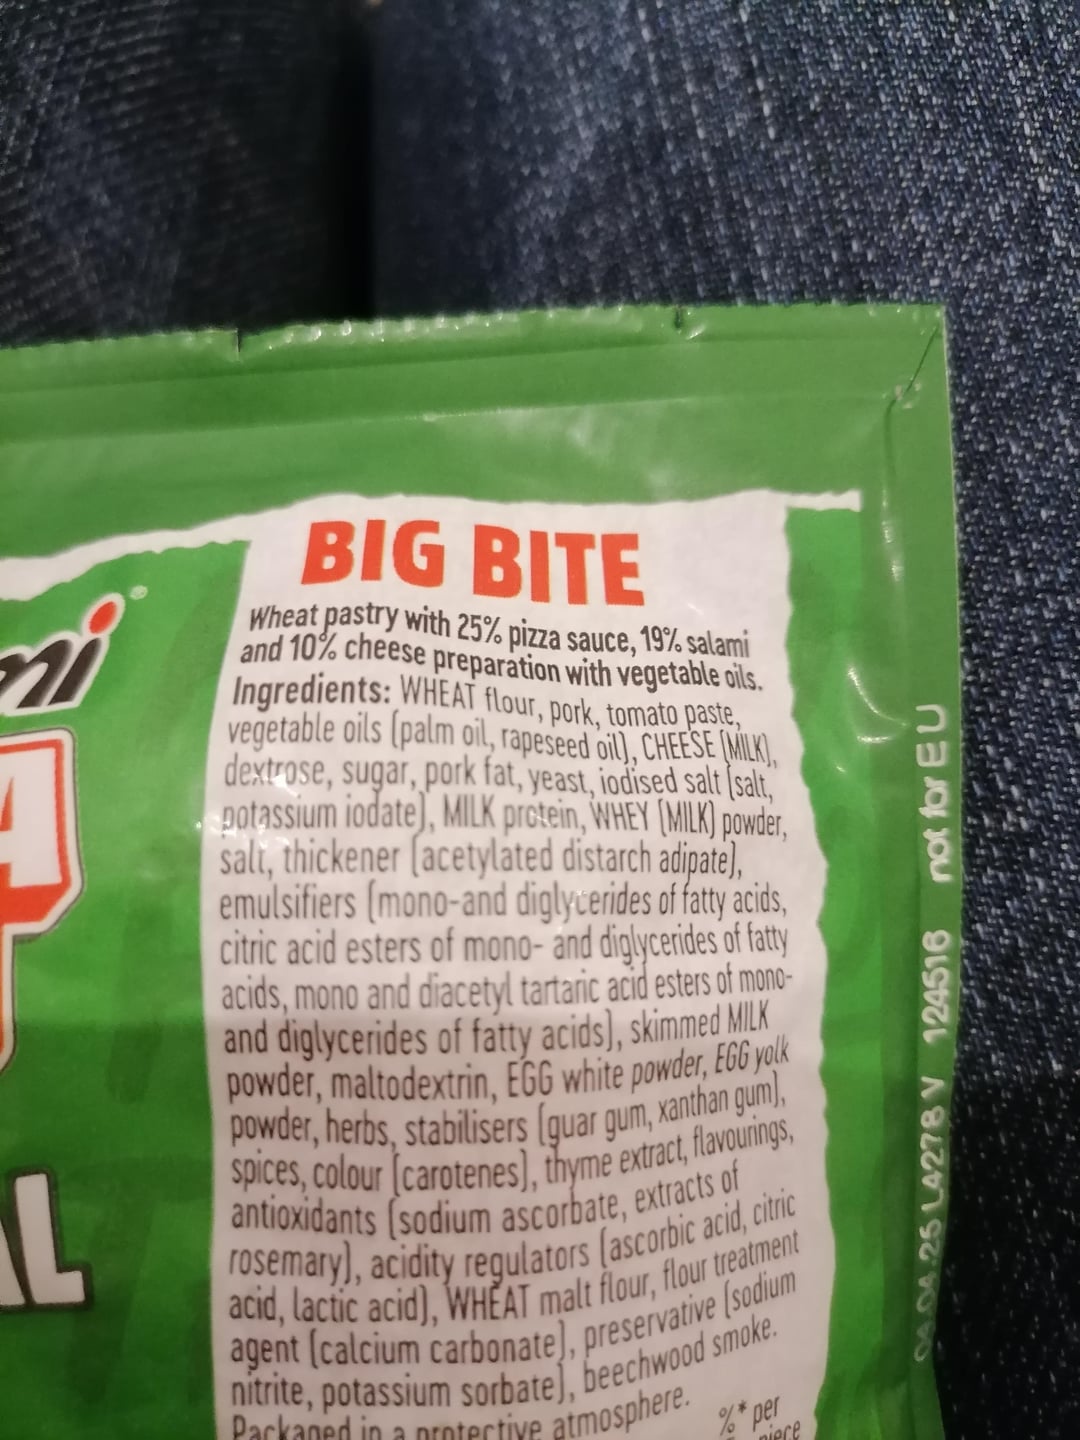 BIG BITE
Wheat pastry with 25% pizza sauce, 19% salami
and 10% cheese preparation with vegetable oils.
Ingredients: WHEAT flour, pork, tomato paste,
vegetable oils (palm oil, rapeseed oil), CHEESE (MILK),
dextrose, sugar, pork fat, yeast, iodised salt (salt,
potassium iodate), MILK protein, WHEY (MILK) powder,
salt, thickener (acetylated distarch adipate),
emulsifiers (mono-and diglycerides of fatty acids,
citric acid esters of mono- and diglycerides of fatty
acids, mono and diacetyl tartaric acid esters of mono-
and diglycerides of fatty acids), skimmed MILK
powder, maltodextrin, EGG white powder, EGG yolk
powder, herbs, stabilisers (guar gum, xanthan gum),
spices, colour (carotenes), thyme extract, flavourings,
antioxidants (sodium ascorbate, extracts of
rosemary), acidity regulators (ascorbic acid, citric
acid, lactic acid), WHEAT malt flour, flour treatment
agent (calcium carbonate), preservative (sodium
nitrite, potassium sorbate), beechwood smoke.
Packaged in a protective atmosphere.
%* per
piece
mi®
A
T
AL
L4278 V 124516 not for EU